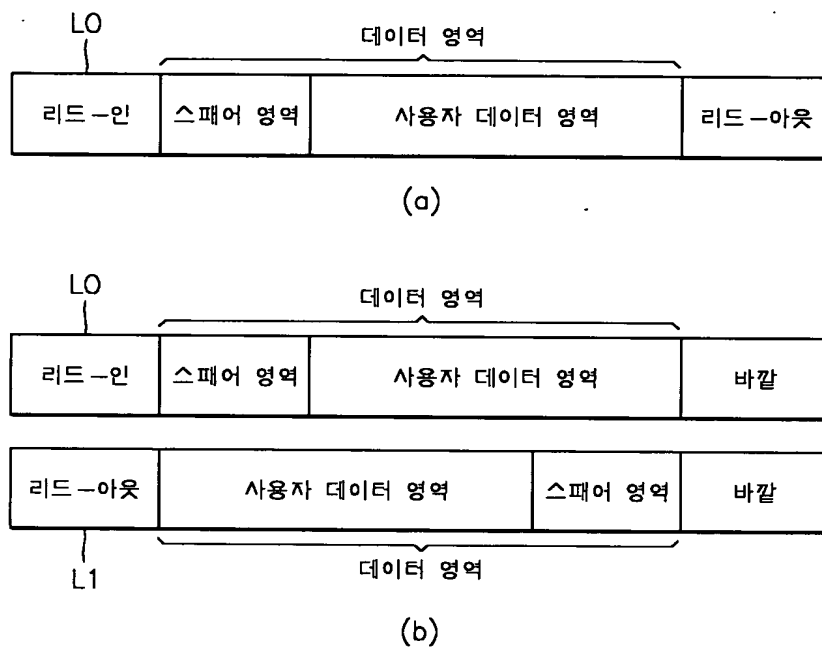 L0
데이터 영역
리드-인 스패어 영역 사용자 데이터 영역 리드-아웃
(a)
L0
데이터 영역
리드-인 스패어 영역 사용자 데이터 영역 바깥
리드-아웃 사용자 데이터 영역 스패어 영역 바깥
L1
데이터 영역
(b)